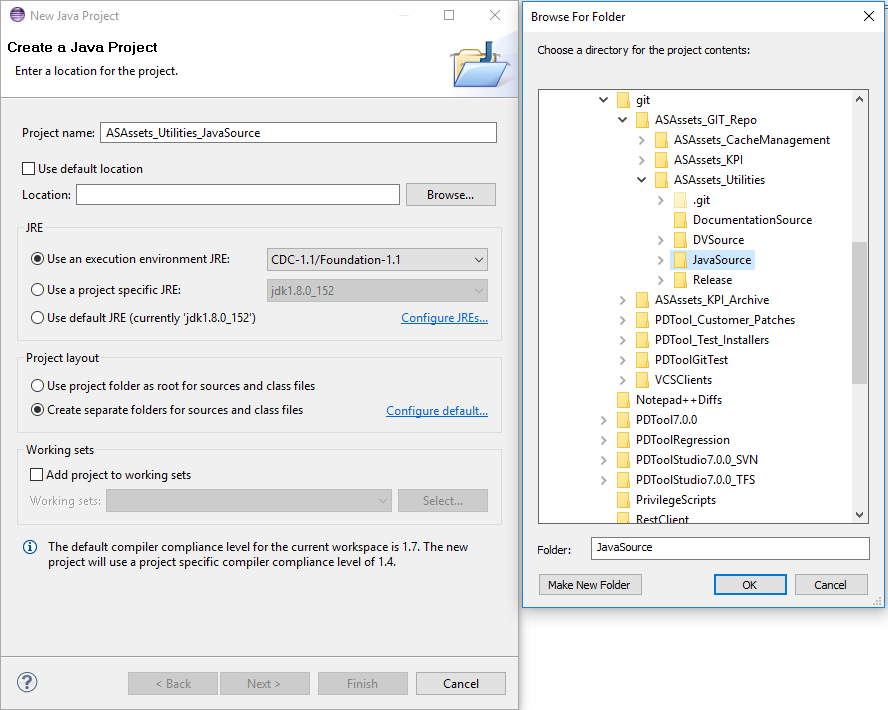 New Java Project
Create a Java Project
Enter a location for the project.
Project name: ASAssets_Utilities_JavaSource
Use default location
Location: Browse...
JRE
Use an execution environment JRE: CDC-1.1/Foundation-1.1
Use a project specific JRE: jdk1.8.0_152
Use default JRE (currently 'jdk1.8.0_152') Configure JREs...
Project layout
Use project folder as root for sources and class files
Create separate folders for sources and class files Configure default...
Working sets
Add project to working sets
Working sets: Select...
The default compiler compliance level for the current workspace is 1.7. The new
project will use a project specific compiler compliance level of 1.4.
? < Back Next > Finish Cancel
Browse For Folder
Choose a directory for the project contents:
git
ASAssets_GIT_Repo
ASAssets_CacheManagement
ASAssets_KPI
ASAssets_Utilities
.git
DocumentationSource
DVSource
JavaSource
Release
ASAssets_KPI_Archive
PDTool_Customer_Patches
PDTool_Test_Installers
PDToolGitTest
VCSClients
Notepad++Diffs
PDTool7.0.0
PDToolRegression
PDToolStudio7.0.0_SVN
PDToolStudio7.0.0_TFS
PrivilegeScripts
RestClient
Folder: JavaSource
Make New Folder OK Cancel